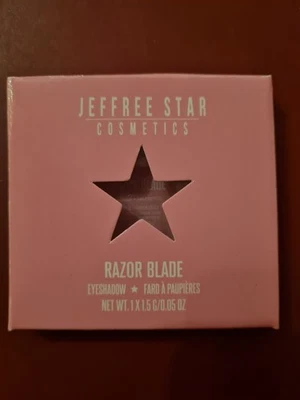 JEFFREE STAR
COSMETICS
RAZOR BLADE
EYESHADOW ★ FARD À PAUPIÈRES
NET WT. 1 X 1.5 G/0.05 OZ